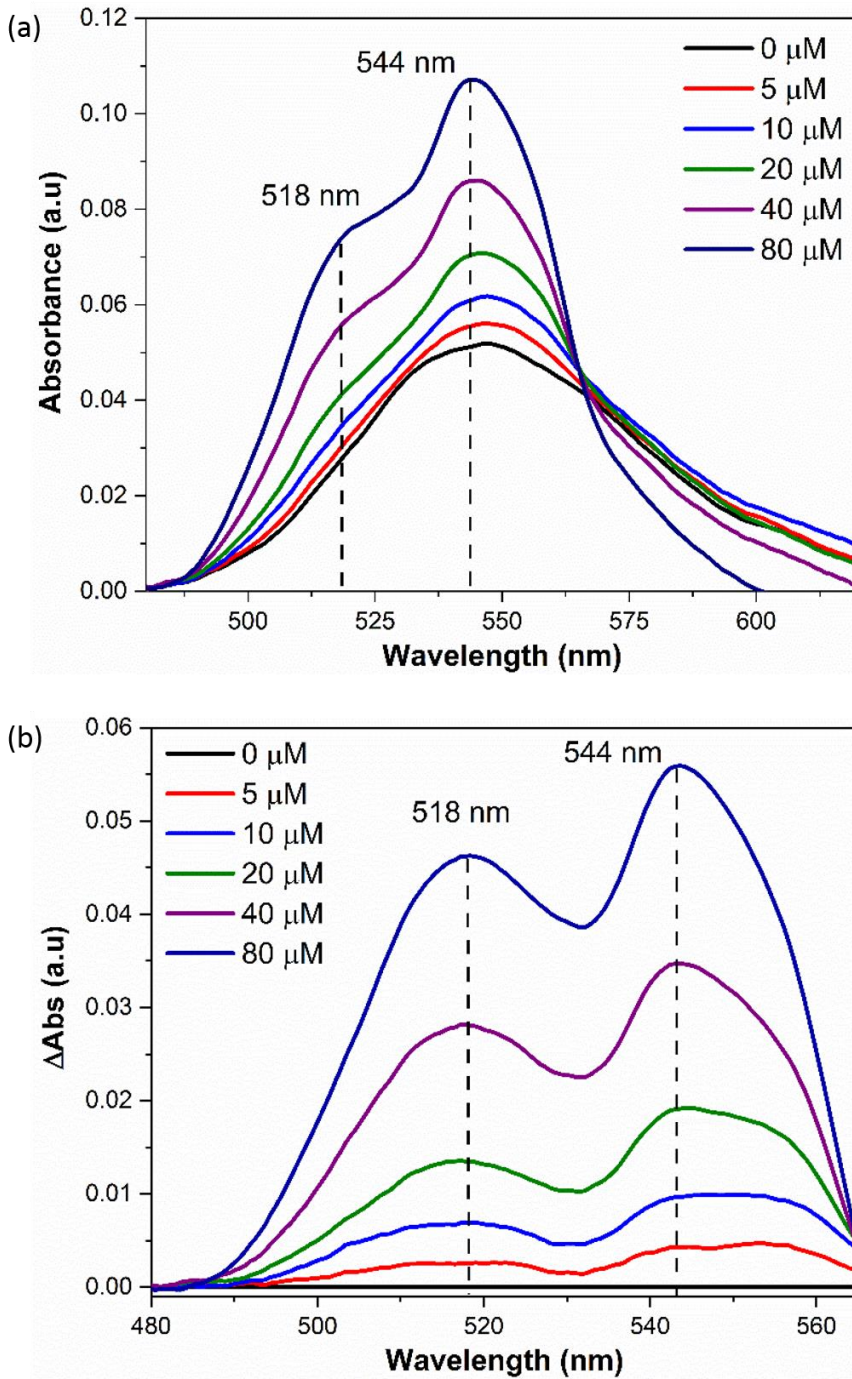 (a)
0.12
0.10
0.08
0.06
0.04
0.02
0.00
Absorbance (a.u)
544 nm
518 nm
0 μM
5 μM
10 μM
20 μM
40 μM
80 μM
500 525 550 575 600
Wavelength (nm)
(b)
0.06
0.05
0.04
0.03
0.02
0.01
0.00
ΔAbs (a.u)
0 μM
5 μM
10 μM
20 μM
40 μM
80 μM
518 nm
544 nm
480 500 520 540 560
Wavelength (nm)